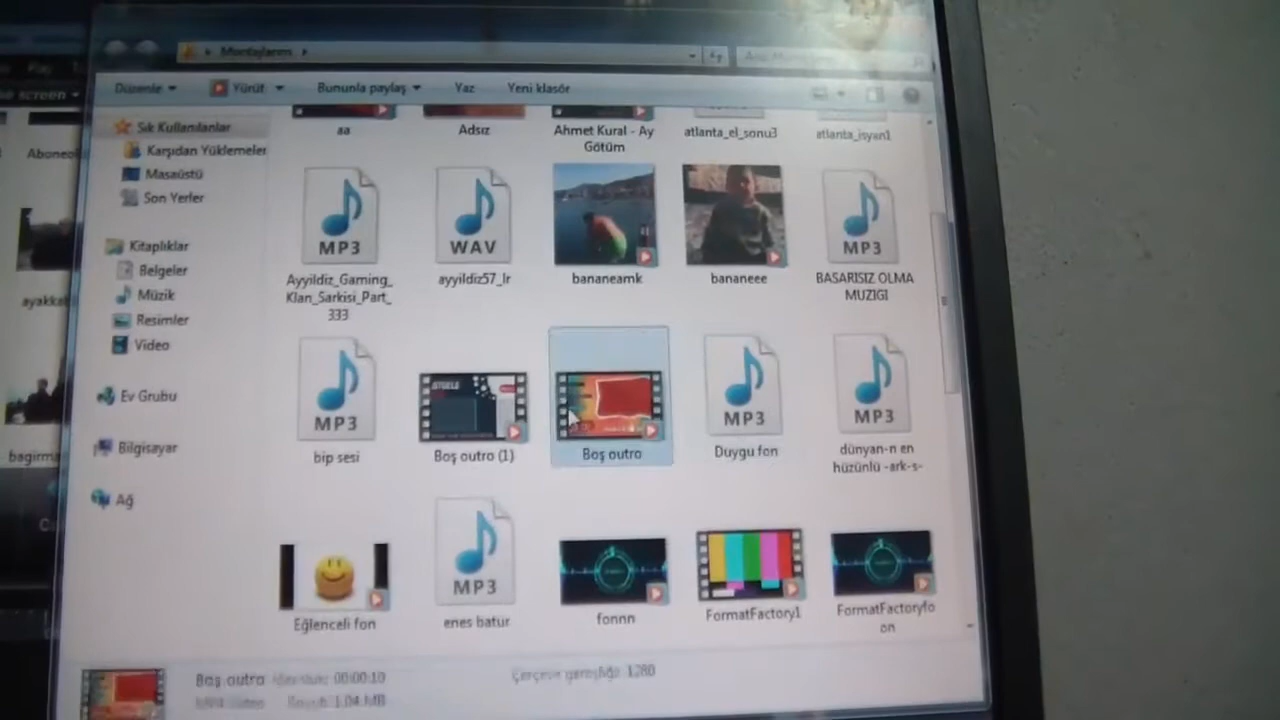 Montajlarım
Düzenle
Yürüt
Bununla paylaş
Yaz
Yeni klasör
screen
Sık Kullanılanlar
Karşıdan Yüklemeler
Masaüstü
Son Yerler
Kitaplıklar
Belgeler
Müzik
Resimler
Video
Ev Grubu
Bilgisayar
Ağ
aa
Adsız
Ahmet Kural - Ay
Götüm
atlanta_el_sonu3
atlanta_isyan1
MP3
WAV
MP3
Ayyildiz_Gaming_
Klan_Sarkisi_Part_
333
ayyildiz57_lr
bananeamk
bananeee
BASARISIZ OLMA
MUZIGI
MP3
MP3
MP3
bip sesi
Boş outro (1)
Boş outro
Duygu fon
dünyan-n en
hüzünlü -ark-s-
MP3
Eğlenceli fon
enes batur
fonnn
FormatFactory1
FormatFactoryfo
on
Boş outro
00:00:10
Çerçeve genişliği: 1280
1,04 MB